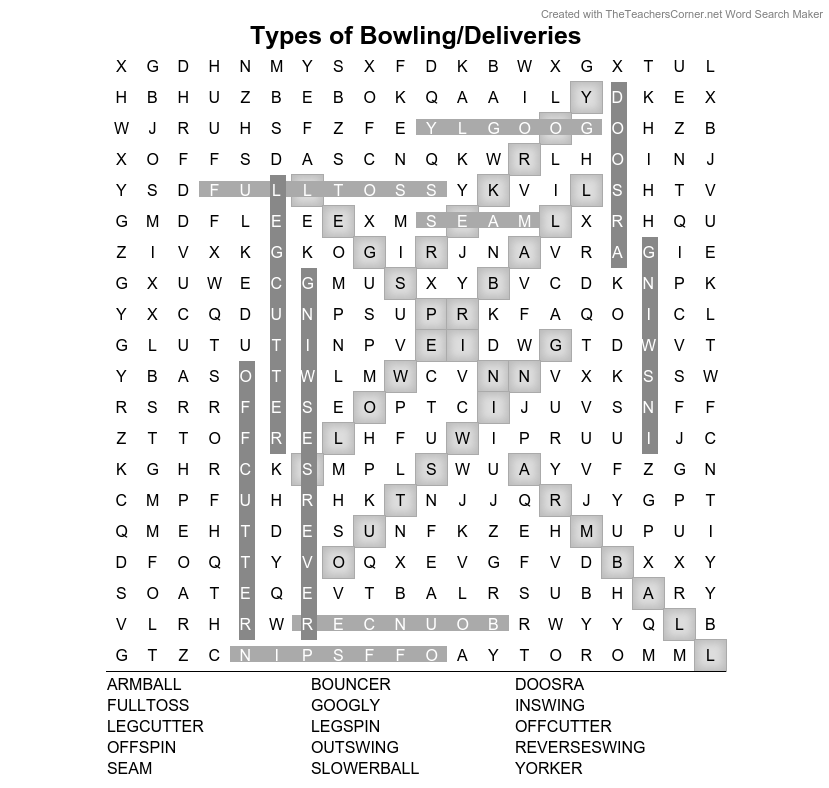 Created with TheTeachersCorner.net Word Search Maker
Types of Bowling/Deliveries
X G D H N M Y S X F D K B W X G X T U L
H B H U Z B E B O K Q A A I L Y D K E X
W J R U H S F Z F E Y L G O O G O H Z B
X O F F S D A S C N Q K W R L H O I N J
Y S D F U L L T O S S Y K V I L S H T V
G M D F L E E E X M S E A M L X R H Q U
Z I V X K G K O G I R J N A V R A G I E
G X U W E C G M U S X Y B V C D K N P K
Y X C Q D U N P S U P R K F A Q O I C L
G L U T U T I N P V E I D W G T D W V T
Y B A S O T W L M W C V N N V X K S S W
R S R R F E S E O P T C I J U V S N F F
Z T T O F R E L H F U W I P R U U I J C
K G H R C K S M P L S W U A Y V F Z G N
C M P F U H R H K T N J J Q R J Y G P T
Q M E H T D E S U N F K Z E H M U P U I
D F O Q T Y V O Q X E V G F V D B X X Y
S O A T E Q E V T B A L R S U B H A R Y
V L R H R W R E C N U O B R W Y Y Q L B
G T Z C N I P S F F O A Y T O R O M M L
ARMBALL BOUNCER DOOSRA
FULLTOSS GOOGLY INSWING
LEGCUTTER LEGSPIN OFFCUTTER
OFFSPIN OUTSWING REVERSESWING
SEAM SLOWERBALL YORKER